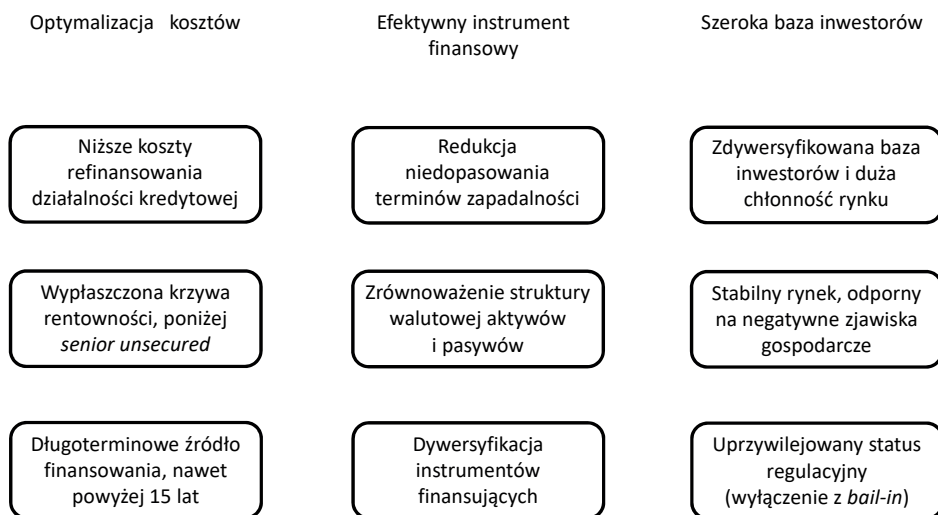 Optymalizacja kosztów
Efektywny instrument
finansowy
Szeroka baza inwestorów
Niższe koszty
refinansowania
działalności kredytowej
Redukcja
niedopasowania
terminów zapadalności
Zdywersyfikowana baza
inwestorów i duża
chłonność rynku
Wypłaszczona krzywa
rentowności, poniżej
senior unsecured
Zrównoważenie struktury
walutowej aktywów
i pasywów
Stabilny rynek, odporny
na negatywne zjawiska
gospodarcze
Długoterminowe źródło
finansowania, nawet
powyżej 15 lat
Dywersyfikacja
instrumentów
finansujących
Uprzywilejowany status
regulacyjny
(wyłączenie z bail-in)